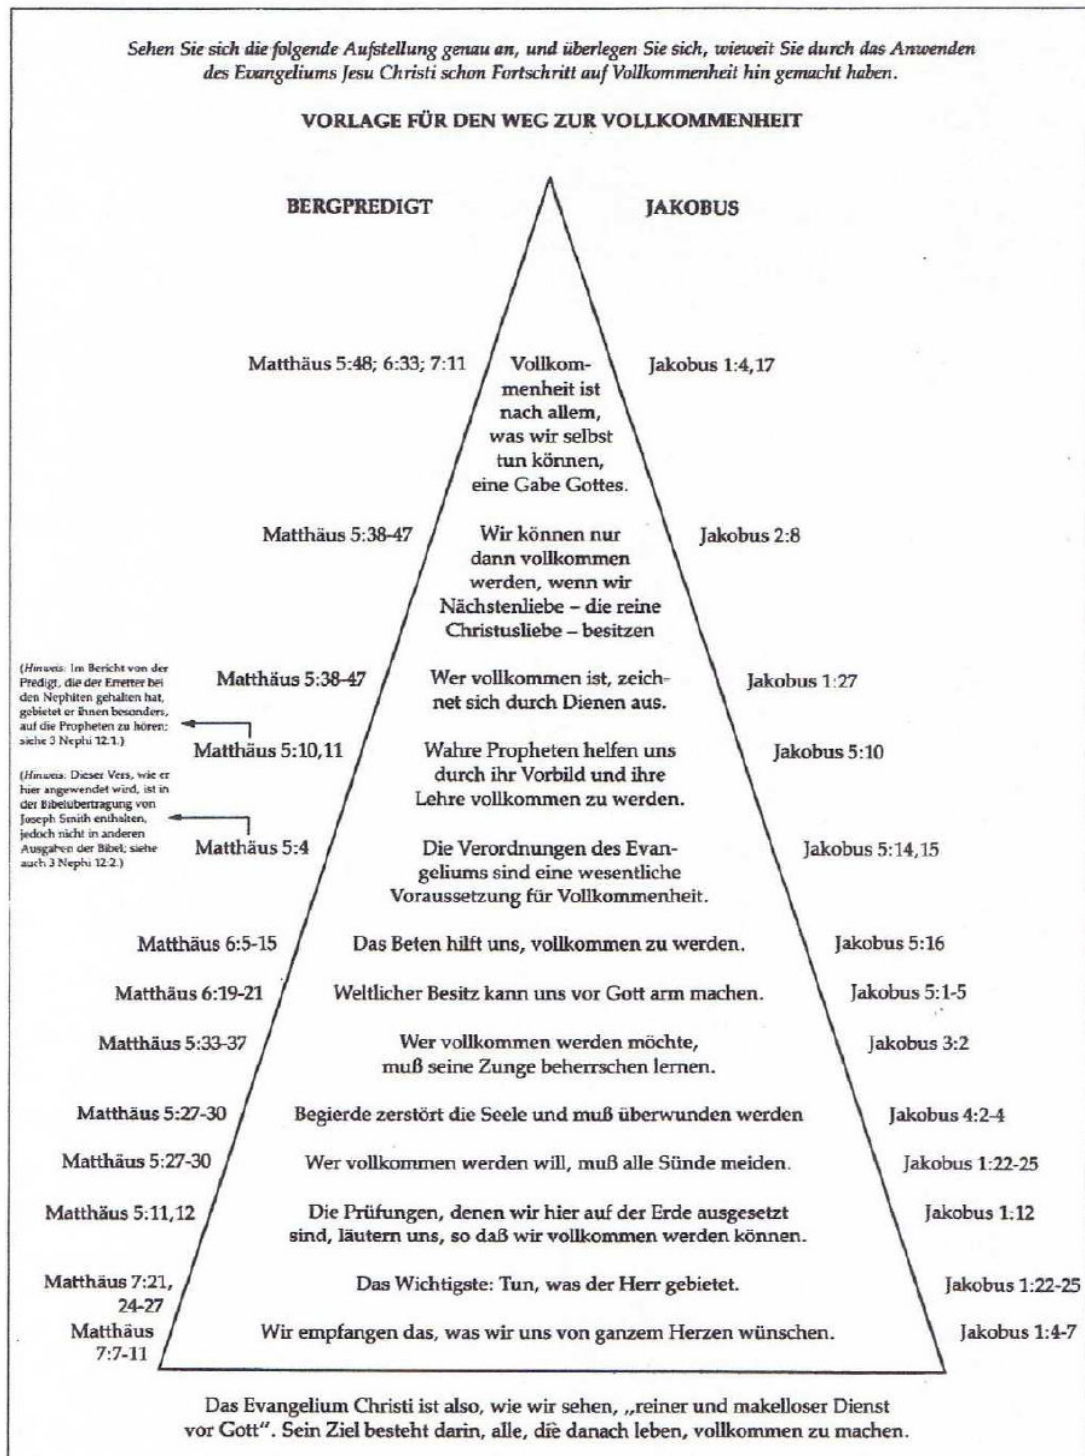 Sehen Sie sich die folgende Aufstellung genau an, und überlegen Sie sich, wieweit Sie durch das Anwenden
des Evangeliums Jesu Christi schon Fortschritt auf Vollkommenheit hin gemacht haben.
VORLAGE FÜR DEN WEG ZUR VOLLKOMMENHEIT
BERGPREDIGT
JAKOBUS
Matthäus 5:48; 6:33; 7:11
Vollkom-
menheit ist
nach allem,
was wir selbst
tun können,
eine Gabe Gottes.
Jakobus 1:4,17
Matthäus 5:38-47
Wir können nur
dann vollkommen
werden, wenn wir
Nächstenliebe – die reine
Christusliebe – besitzen
Jakobus 2:8
(Hinweis: Im Bericht von der
Predigt, die der Erretter bei
den Nephiten gehalten hat,
gebietet er ihnen besonders,
auf die Propheten zu hören;
siehe 3 Nephi 12:1.)
Matthäus 5:38-47
Wer vollkommen ist, zeich-
net sich durch Dienen aus.
Jakobus 1:27
Matthäus 5:10,11
Wahre Propheten helfen uns
durch ihr Vorbild und ihre
Lehre vollkommen zu werden.
Jakobus 5:10
(Hinweis: Dieser Vers, wie er
hier angewendet wird, ist in
der Bibelübertragung von
Joseph Smith enthalten,
jedoch nicht in anderen
Ausgaben der Bibel; siehe
auch 3 Nephi 12:2.)
Matthäus 5:4
Die Verordnungen des Evan-
geliums sind eine wesentliche
Voraussetzung für Vollkommenheit.
Jakobus 5:14,15
Matthäus 6:5-15
Das Beten hilft uns, vollkommen zu werden.
Jakobus 5:16
Matthäus 6:19-21
Weltlicher Besitz kann uns vor Gott arm machen.
Jakobus 5:1-5
Matthäus 5:33-37
Wer vollkommen werden möchte,
muß seine Zunge beherrschen lernen.
Jakobus 3:2
Matthäus 5:27-30
Begierde zerstört die Seele und muß überwunden werden
Jakobus 4:2-4
Matthäus 5:27-30
Wer vollkommen werden will, muß alle Sünde meiden.
Jakobus 1:22-25
Matthäus 5:11,12
Die Prüfungen, denen wir hier auf der Erde ausgesetzt
sind, läutern uns, so daß wir vollkommen werden können.
Jakobus 1:12
Matthäus 7:21,
24-27
Das Wichtigste: Tun, was der Herr gebietet.
Jakobus 1:22-25
Matthäus
7:7-11
Wir empfangen das, was wir uns von ganzem Herzen wünschen.
Jakobus 1:4-7
Das Evangelium Christi ist also, wie wir sehen, „reiner und makelloser Dienst
vor Gott“. Sein Ziel besteht darin, alle, die danach leben, vollkommen zu machen.